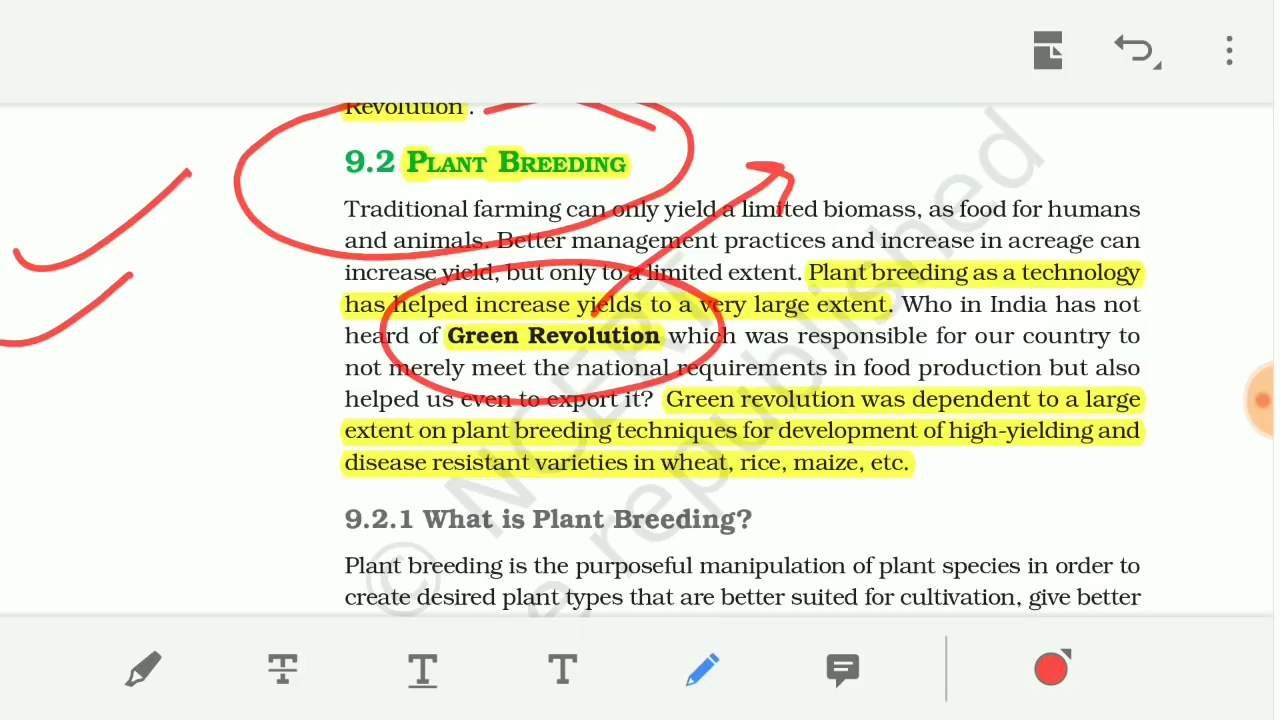 Revolution'.
9.2 PLANT BREEDING
Traditional farming can only yield a limited biomass, as food for humans
and animals. Better management practices and increase in acreage can
increase yield, but only to a limited extent. Plant breeding as a technology
has helped increase yields to a very large extent. Who in India has not
heard of Green Revolution which was responsible for our country to
not merely meet the national requirements in food production but also
helped us even to export it? Green revolution was dependent to a large
extent on plant breeding techniques for development of high-yielding and
disease resistant varieties in wheat, rice, maize, etc.
9.2.1 What is Plant Breeding?
Plant breeding is the purposeful manipulation of plant species in order to
create desired plant types that are better suited for cultivation, give better
© NCERT
republished
T
T
T